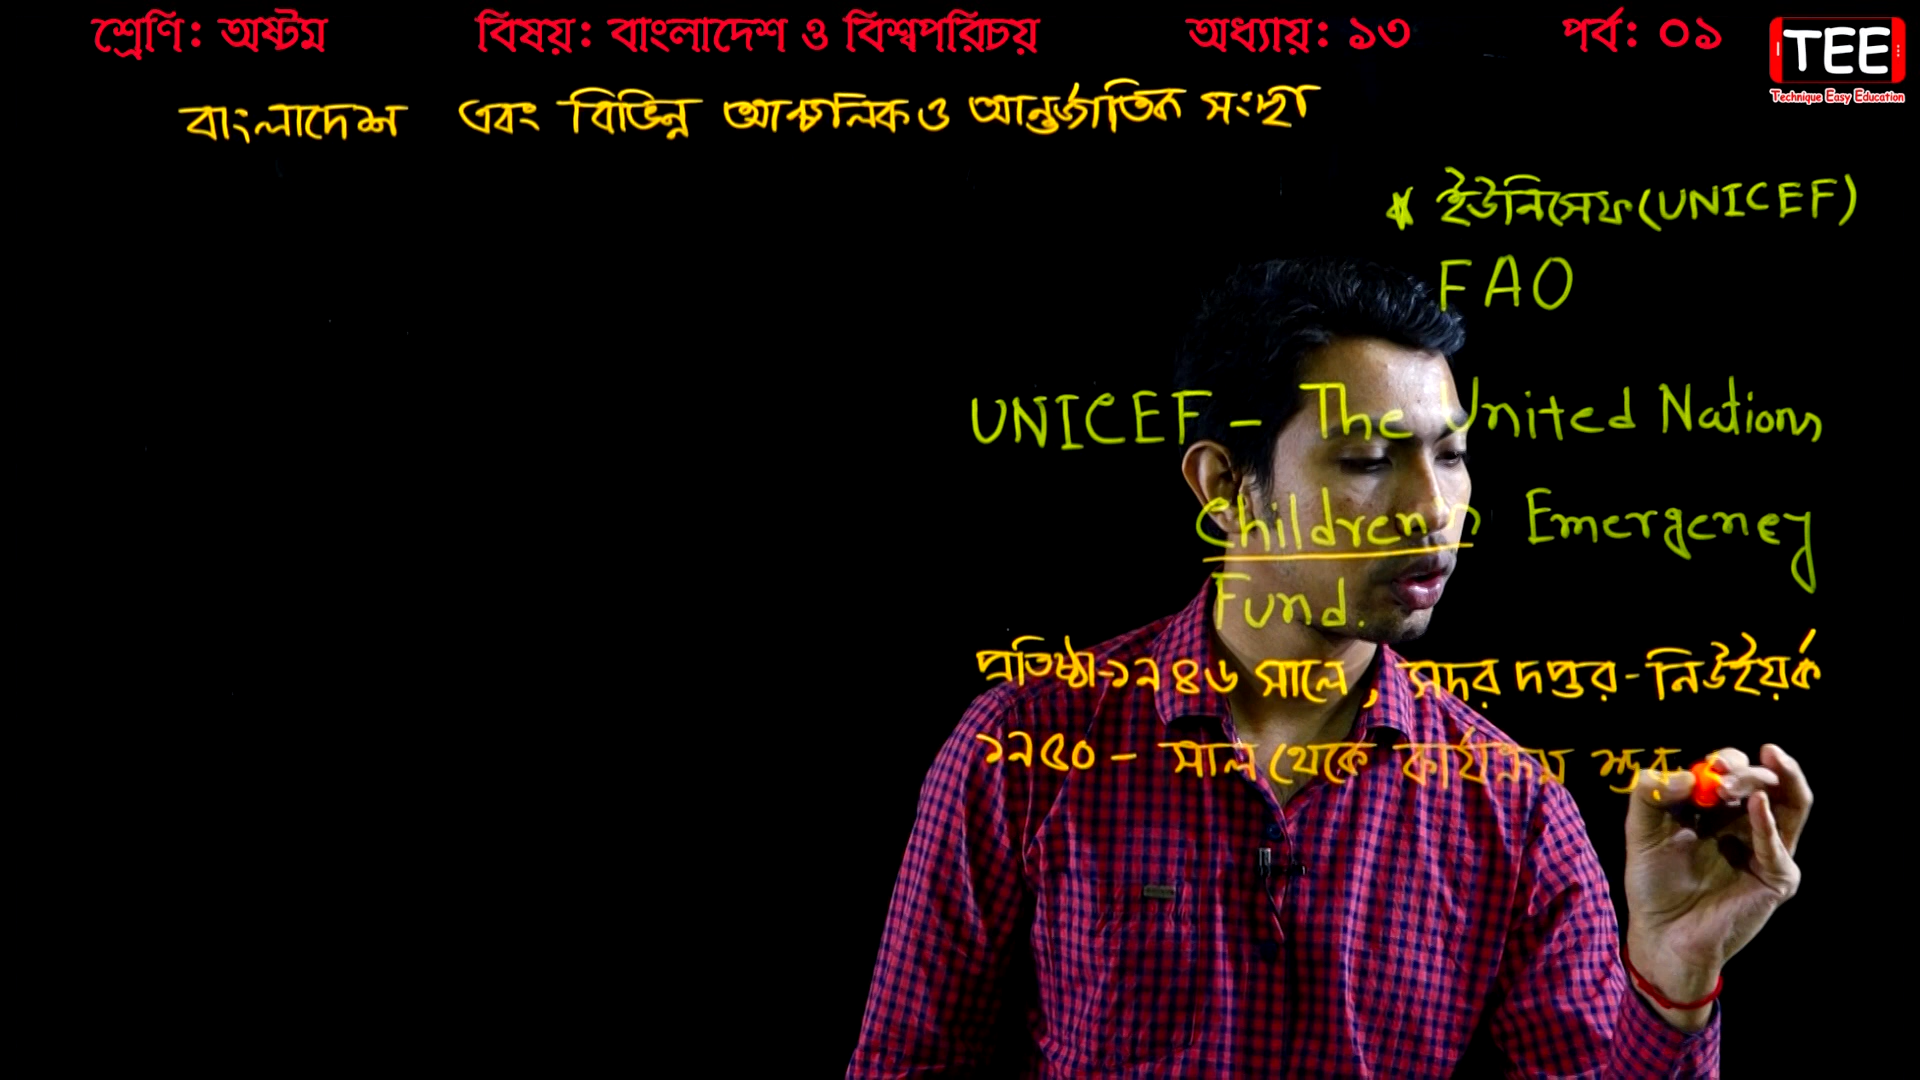 শ্রেণি: অষ্টম বিষয়: বাংলাদেশ ও বিশ্বপরিচয় অধ্যায়: ১৩ পর্ব: ০১
TEE
Technique Easy Education
বাংলাদেশ এবং বিভিন্ন আঞ্চলিক ও আন্তর্জাতিক সংস্থা
* ইউনিসেফ (UNICEF)
FAO
UNICEF - The United Nations
Children's Emergency
Fund.
প্রতিষ্ঠা-১৯৪৬ সালে, সদর দপ্তর-নিউইয়র্ক
১৯৫০ - সাল থেকে কার্যক্রম শুরু